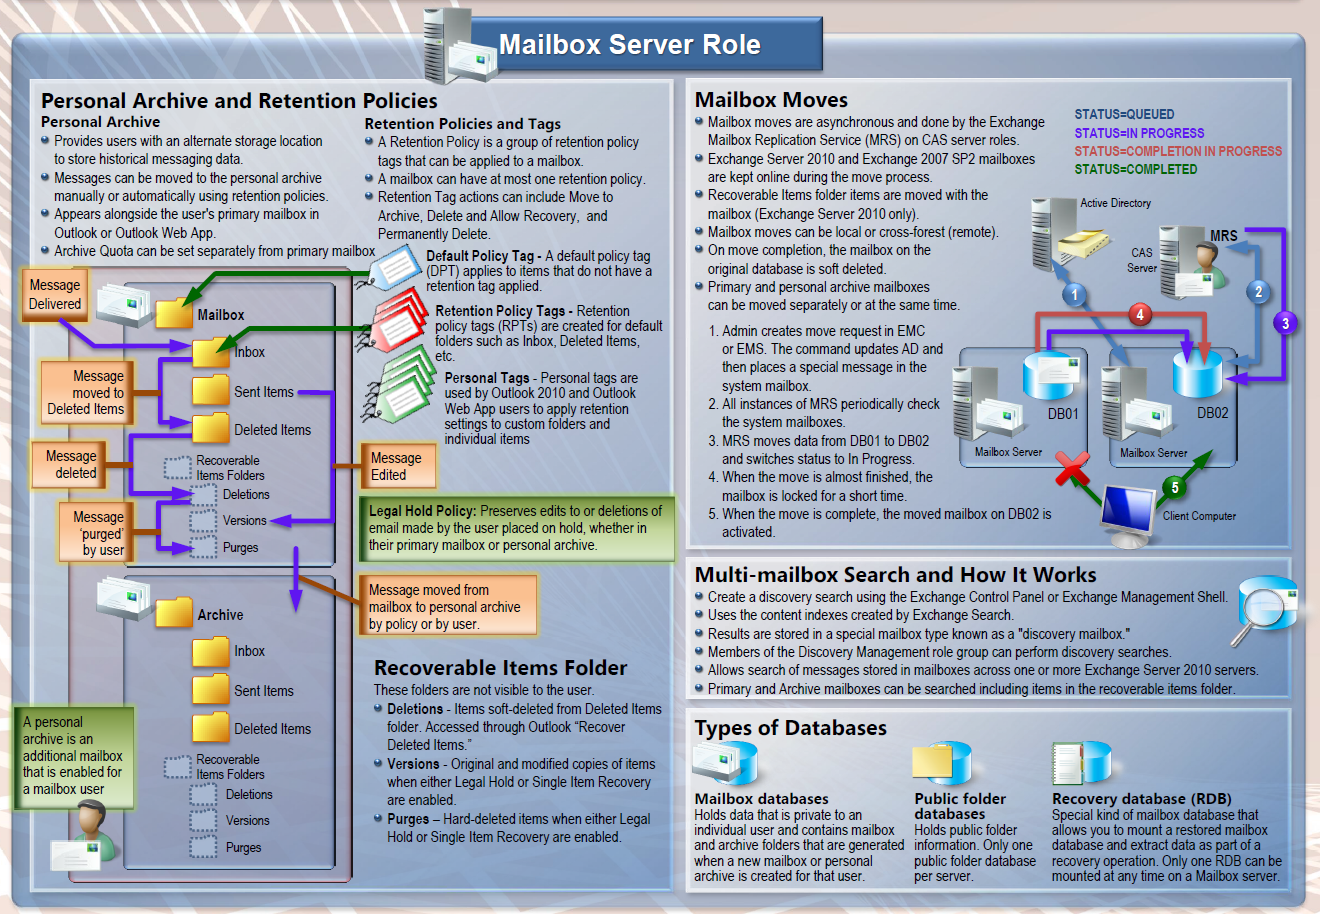 Mailbox Server Role
Personal Archive and Retention Policies
Personal Archive
Provides users with an alternate storage location
to store historical messaging data.
Messages can be moved to the personal archive
manually or automatically using retention policies.
Appears alongside the user's primary mailbox in
Outlook or Outlook Web App.
Archive Quota can be set separately from primary mailbox
Retention Policies and Tags
A Retention Policy is a group of retention policy
tags that can be applied to a mailbox.
A mailbox can have at most one retention policy.
Retention Tag actions can include Move to
Archive, Delete and Allow Recovery, and
Permanently Delete.
Default Policy Tag - A default policy tag
(DPT) applies to items that do not have a
retention tag applied.
Retention Policy Tags - Retention
policy tags (RPTs) are created for default
folders such as Inbox, Deleted Items,
etc.
Personal Tags - Personal tags are
used by Outlook 2010 and Outlook
Web App users to apply retention
settings to custom folders and
individual items
Message
Delivered
Mailbox
Inbox
Message
moved to
Deleted Items
Sent Items
Deleted Items
Message
deleted
Recoverable
Items Folders
Deletions
Message
Edited
Message
‘purged’
by user
Versions
Purges
Legal Hold Policy: Preserves edits to or deletions of
email made by the user placed on hold, whether in
their primary mailbox or personal archive.
Message moved from
mailbox to personal archive
by policy or by user.
Archive
Inbox
Sent Items
Deleted Items
Recoverable
Items Folders
Deletions
Versions
Purges
A personal
archive is an
additional mailbox
that is enabled for
a mailbox user
Recoverable Items Folder
These folders are not visible to the user.
Deletions - Items soft-deleted from Deleted Items
folder. Accessed through Outlook “Recover
Deleted Items.”
Versions - Original and modified copies of items
when either Legal Hold or Single Item Recovery
are enabled.
Purges – Hard-deleted items when either Legal
Hold or Single Item Recovery are enabled.
Mailbox Moves
Mailbox moves are asynchronous and done by the Exchange
Mailbox Replication Service (MRS) on CAS server roles.
Exchange Server 2010 and Exchange 2007 SP2 mailboxes
are kept online during the move process.
Recoverable Items folder items are moved with the
mailbox (Exchange Server 2010 only).
Mailbox moves can be local or cross-forest (remote).
On move completion, the mailbox on the
original database is soft deleted.
Primary and personal archive mailboxes
can be moved separately or at the same time.
1. Admin creates move request in EMC
or EMS. The command updates AD and
then places a special message in the
system mailbox.
2. All instances of MRS periodically check
the system mailboxes.
3. MRS moves data from DB01 to DB02
and switches status to In Progress.
4. When the move is almost finished, the
mailbox is locked for a short time.
5. When the move is complete, the moved mailbox on DB02 is
activated.
STATUS=QUEUED
STATUS=IN PROGRESS
STATUS=COMPLETION IN PROGRESS
STATUS=COMPLETED
Active Directory
MRS
CAS
Server
1
2
3
4
DB01
DB02
Mailbox Server
Mailbox Server
5
Client Computer
Multi-mailbox Search and How It Works
Create a discovery search using the Exchange Control Panel or Exchange Management Shell.
Uses the content indexes created by Exchange Search.
Results are stored in a special mailbox type known as a "discovery mailbox."
Members of the Discovery Management role group can perform discovery searches.
Allows search of messages stored in mailboxes across one or more Exchange Server 2010 servers.
Primary and Archive mailboxes can be searched including items in the recoverable items folder.
Types of Databases
Mailbox databases
Holds data that is private to an
individual user and contains mailbox
and archive folders that are generated
when a new mailbox or personal
archive is created for that user.
Public folder
databases
Holds public folder
information. Only one
public folder database
per server.
Recovery database (RDB)
Special kind of mailbox database that
allows you to mount a restored mailbox
database and extract data as part of a
recovery operation. Only one RDB can be
mounted at any time on a Mailbox server.